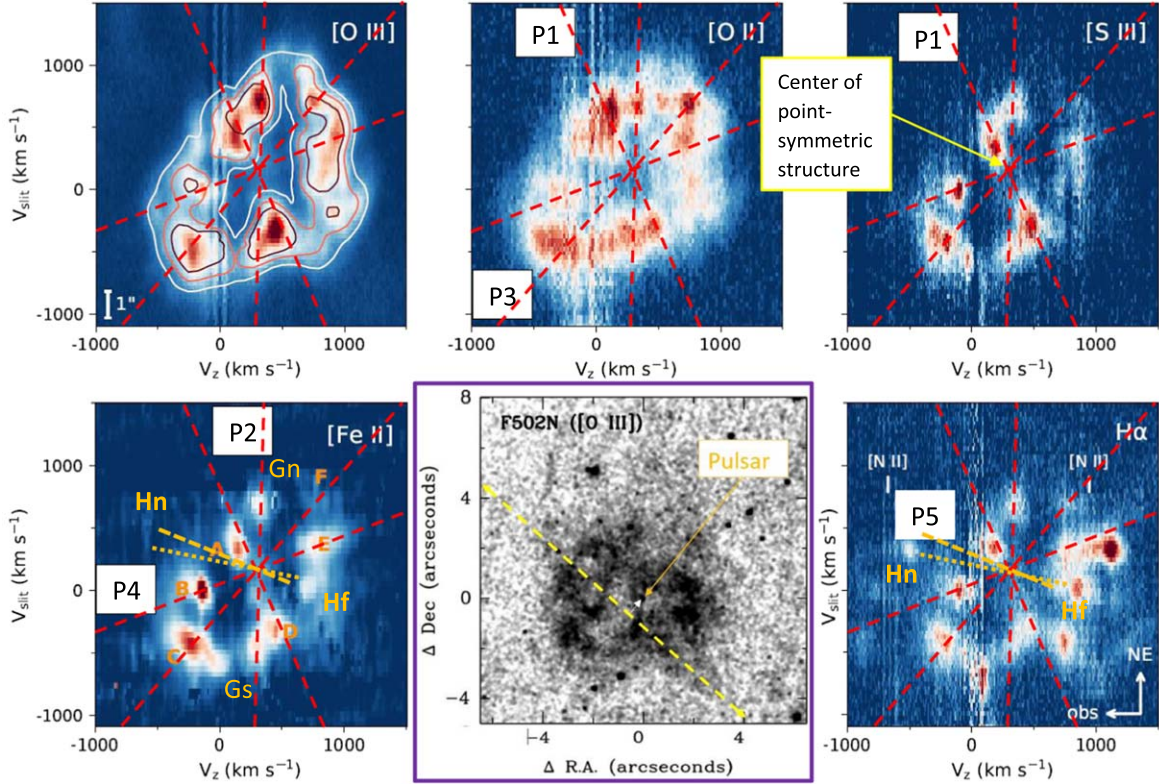 [O III]
1000
0
-1000
V_slit (km s⁻¹)
1"
-1000
0
1000
V_z (km s⁻¹)
P1
[O II]
P3
-1000
0
1000
V_z (km s⁻¹)
P1
[S III]
Center of
point-
symmetric
structure
-1000
0
1000
V_z (km s⁻¹)
P2
[Fe II]
Gn
F
Hn
A
E
P4
B
Hf
D
C
Gs
1000
0
-1000
V_slit (km s⁻¹)
-1000
0
1000
V_z (km s⁻¹)
F502N ([O III])
Pulsar
8
4
0
−4
Δ Dec (arcseconds)
−4
0
4
Δ R.A. (arcseconds)
Hα
[N II]
[N II]
P5
Hn
Hf
NE
obs
V_slit (km s⁻¹)
-1000
0
1000
V_z (km s⁻¹)